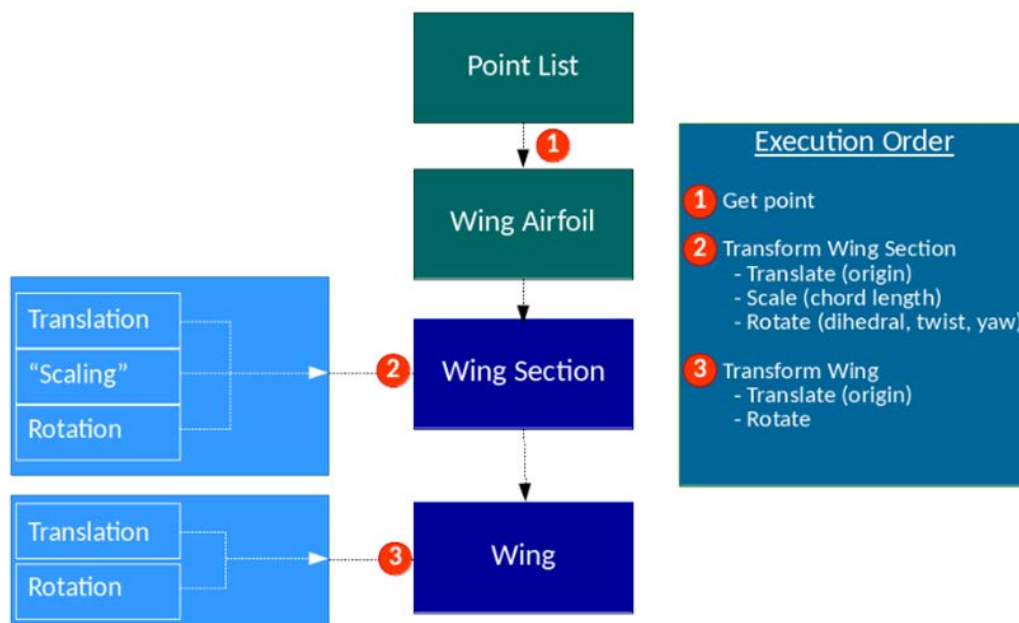 Point List
1
Wing Airfoil
Translation
"Scaling"
Rotation
2
Wing Section
Translation
Rotation
3
Wing
Execution Order
1 Get point
2 Transform Wing Section
- Translate (origin)
- Scale (chord length)
- Rotate (dihedral, twist, yaw)
3 Transform Wing
- Translate (origin)
- Rotate